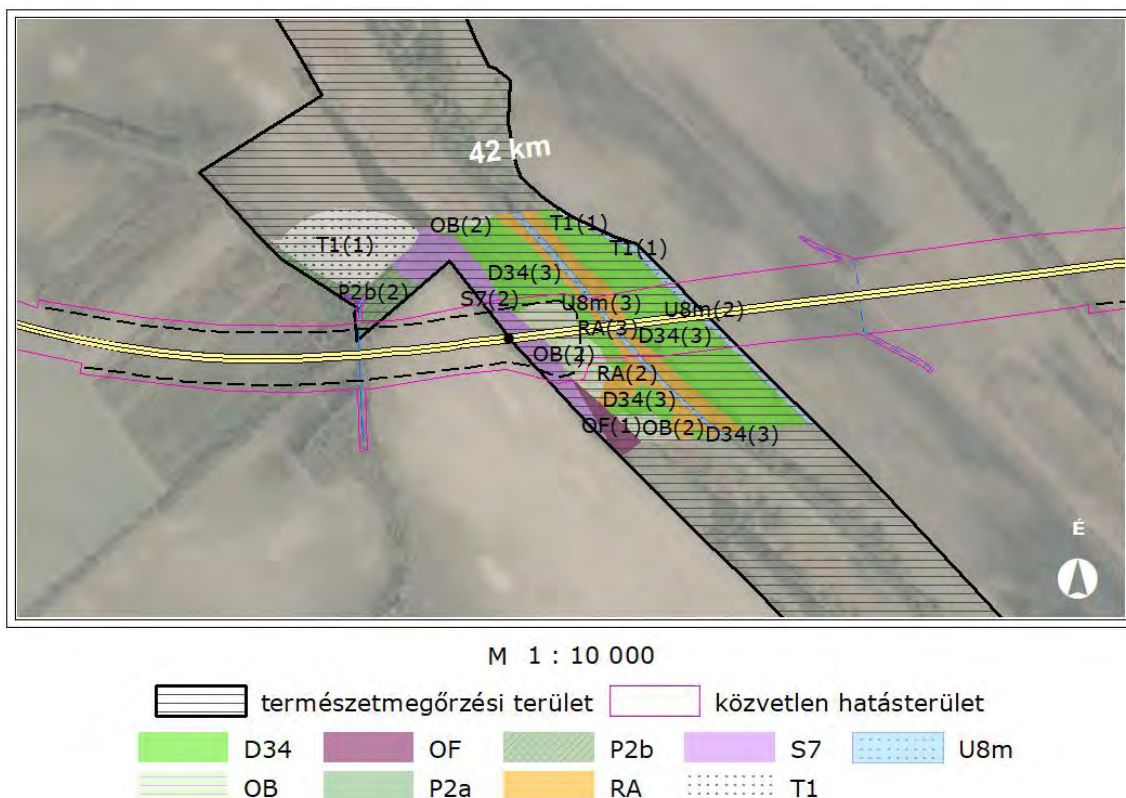 42 km
OB(2) T1(1)
T1(1) T1(1)
D34(3)
P2b(2) S7(2) U8m(3) U8m(2)
RA(3) D34(3)
OB(2)
RA(2)
D34(3)
OF(1) OB(2) D34(3)
É
M 1 : 10 000
természetmegőrzési terület közvetlen hatásterület
D34 OF P2b S7 U8m
OB P2a RA T1